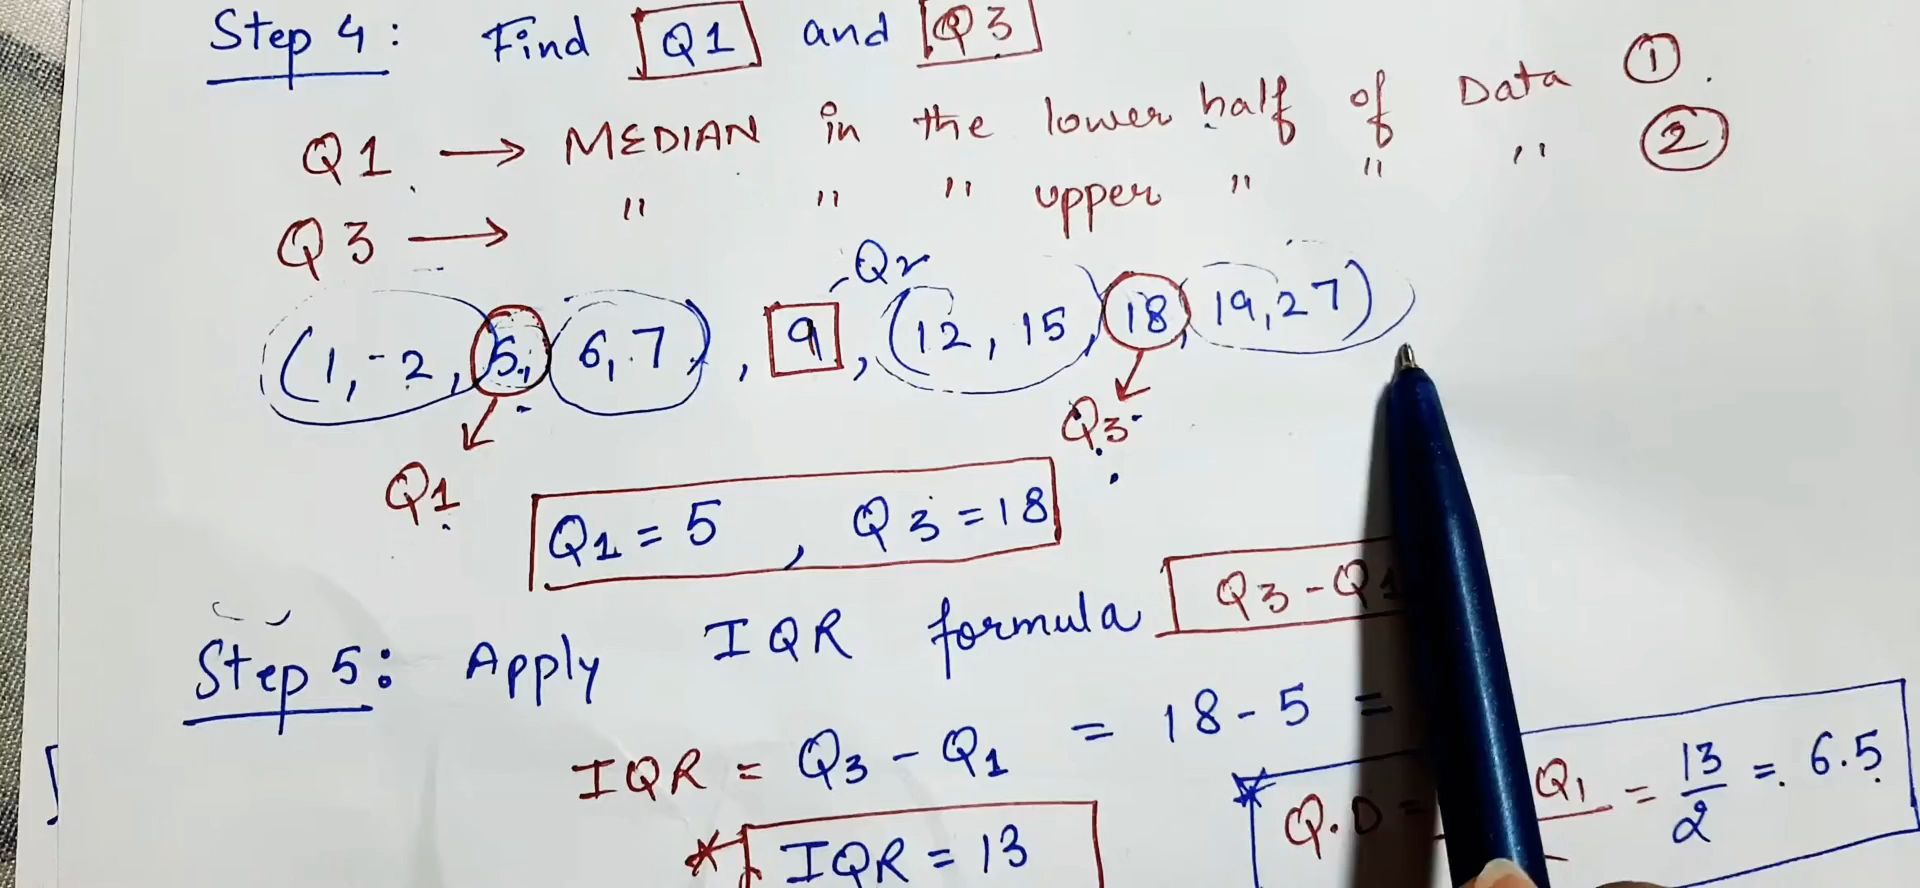 Step 4: Find Q1 and Q3
Q1 → MEDIAN in the lower half of Data ①.
Q3 → " " " upper " " " ②
Q2
(1, 2, 5, 6, 7), 9, (12, 15, 18, 19, 27)
Q1 Q3
Q1 = 5 , Q3 = 18
Step 5: Apply IQR formula Q3 - Q1
IQR = Q3 - Q1 = 18 - 5 =
IQR = 13
Q.D = Q1 = 13/2 = 6.5